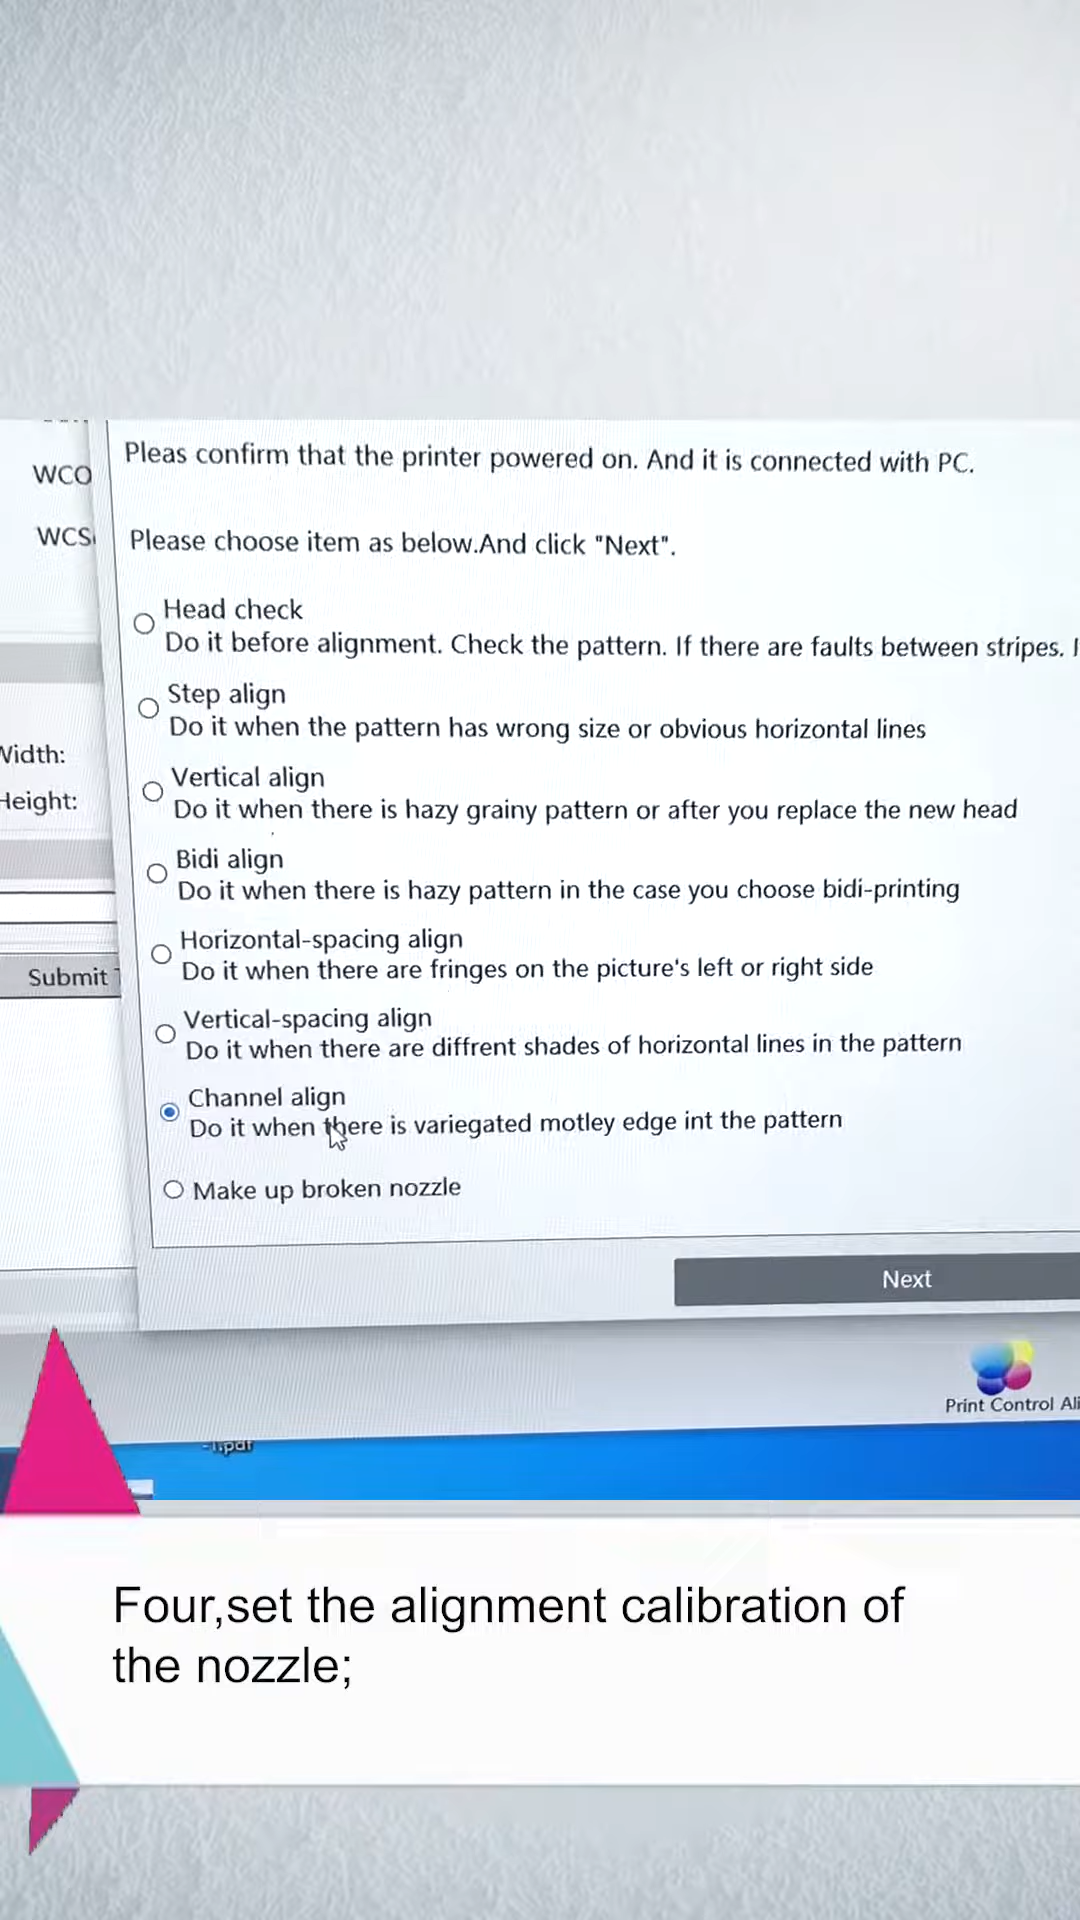 WCO
WCS
Pleas confirm that the printer powered on. And it is connected with PC.
Please choose item as below.And click "Next".
Head check
Do it before alignment. Check the pattern. If there are faults between stripes.
Step align
Do it when the pattern has wrong size or obvious horizontal lines
Width:
Vertical align
Height:
Do it when there is hazy grainy pattern or after you replace the new head
Bidi align
Do it when there is hazy pattern in the case you choose bidi-printing
Horizontal-spacing align
Do it when there are fringes on the picture's left or right side
Submit
Vertical-spacing align
Do it when there are diffrent shades of horizontal lines in the pattern
Channel align
Do it when there is variegated motley edge int the pattern
Make up broken nozzle
Next
Print Control Ali
Four,set the alignment calibration of
the nozzle;